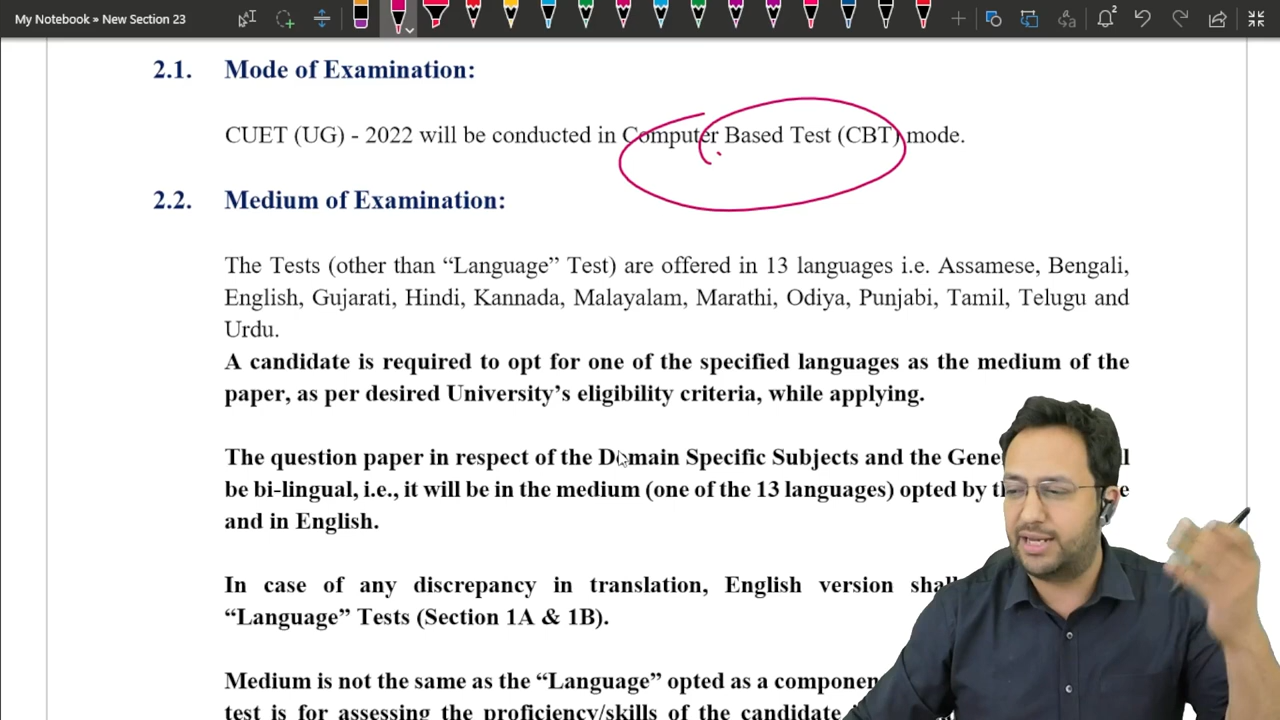 My Notebook » New Section 23
2
2.1. Mode of Examination:
CUET (UG) - 2022 will be conducted in Computer Based Test (CBT) mode.
2.2. Medium of Examination:
The Tests (other than “Language” Test) are offered in 13 languages i.e. Assamese, Bengali,
English, Gujarati, Hindi, Kannada, Malayalam, Marathi, Odiya, Punjabi, Tamil, Telugu and
Urdu.
A candidate is required to opt for one of the specified languages as the medium of the
paper, as per desired University’s eligibility criteria, while applying.
The question paper in respect of the Domain Specific Subjects and the
be bi-lingual, i.e., it will be in the medium (one of the 13 languages) opted by
and in English.
In case of any discrepancy in translation, English version
“Language” Tests (Section 1A & 1B).
Medium is not the same as the “Language” opted as a
test is for assessing the proficiency/skills of the candidate